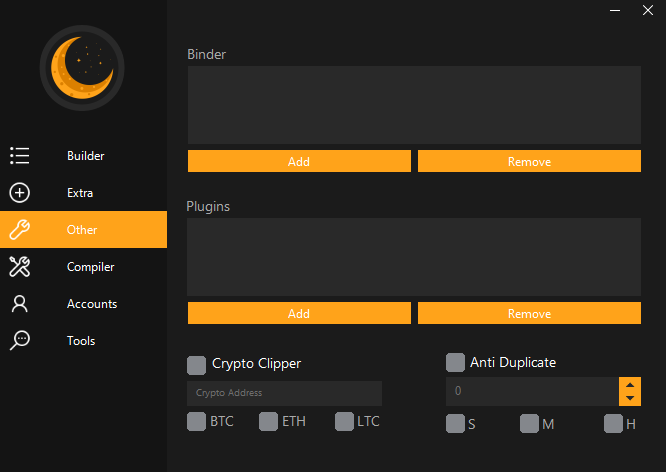 Binder
Add
Remove
Builder
Extra
Other
Compiler
Accounts
Tools
Plugins
Add
Remove
Crypto Clipper
Crypto Address
BTC
ETH
LTC
Anti Duplicate
0
S
M
H